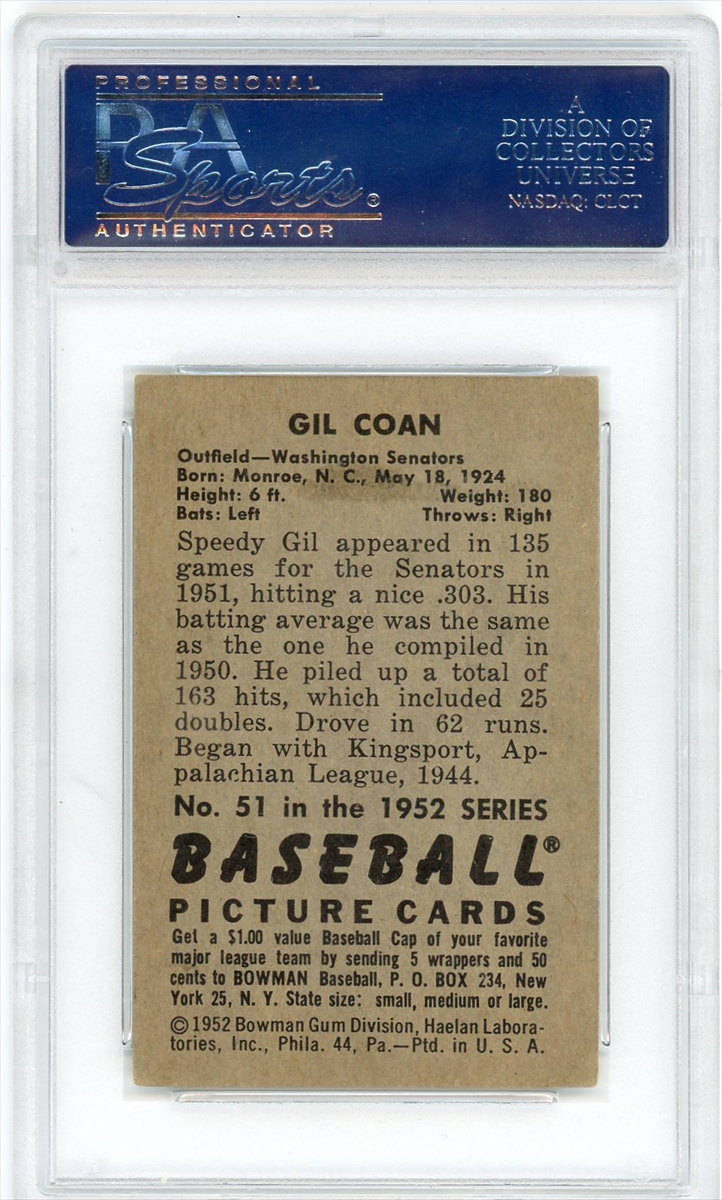 PROFESSIONAL
PSA
Sports®
AUTHENTICATOR
A
DIVISION OF
COLLECTORS
UNIVERSE
NASDAQ: CLCT
GIL COAN
Outfield—Washington Senators
Born: Monroe, N. C., May 18, 1924
Height: 6 ft. Weight: 180
Bats: Left Throws: Right
Speedy Gil appeared in 135
games for the Senators in
1951, hitting a nice .303. His
batting average was the same
as the one he compiled in
1950. He piled up a total of
163 hits, which included 25
doubles. Drove in 62 runs.
Began with Kingsport, Ap-
palachian League, 1944.
No. 51 in the 1952 SERIES
BASEBALL®
PICTURE CARDS
Get a $1.00 value Baseball Cap of your favorite
major league team by sending 5 wrappers and 50
cents to BOWMAN Baseball, P. O. BOX 234, New
York 25, N. Y. State size: small, medium or large.
© 1952 Bowman Gum Division, Haelan Labora-
tories, Inc., Phila. 44, Pa.—Ptd. in U. S. A.